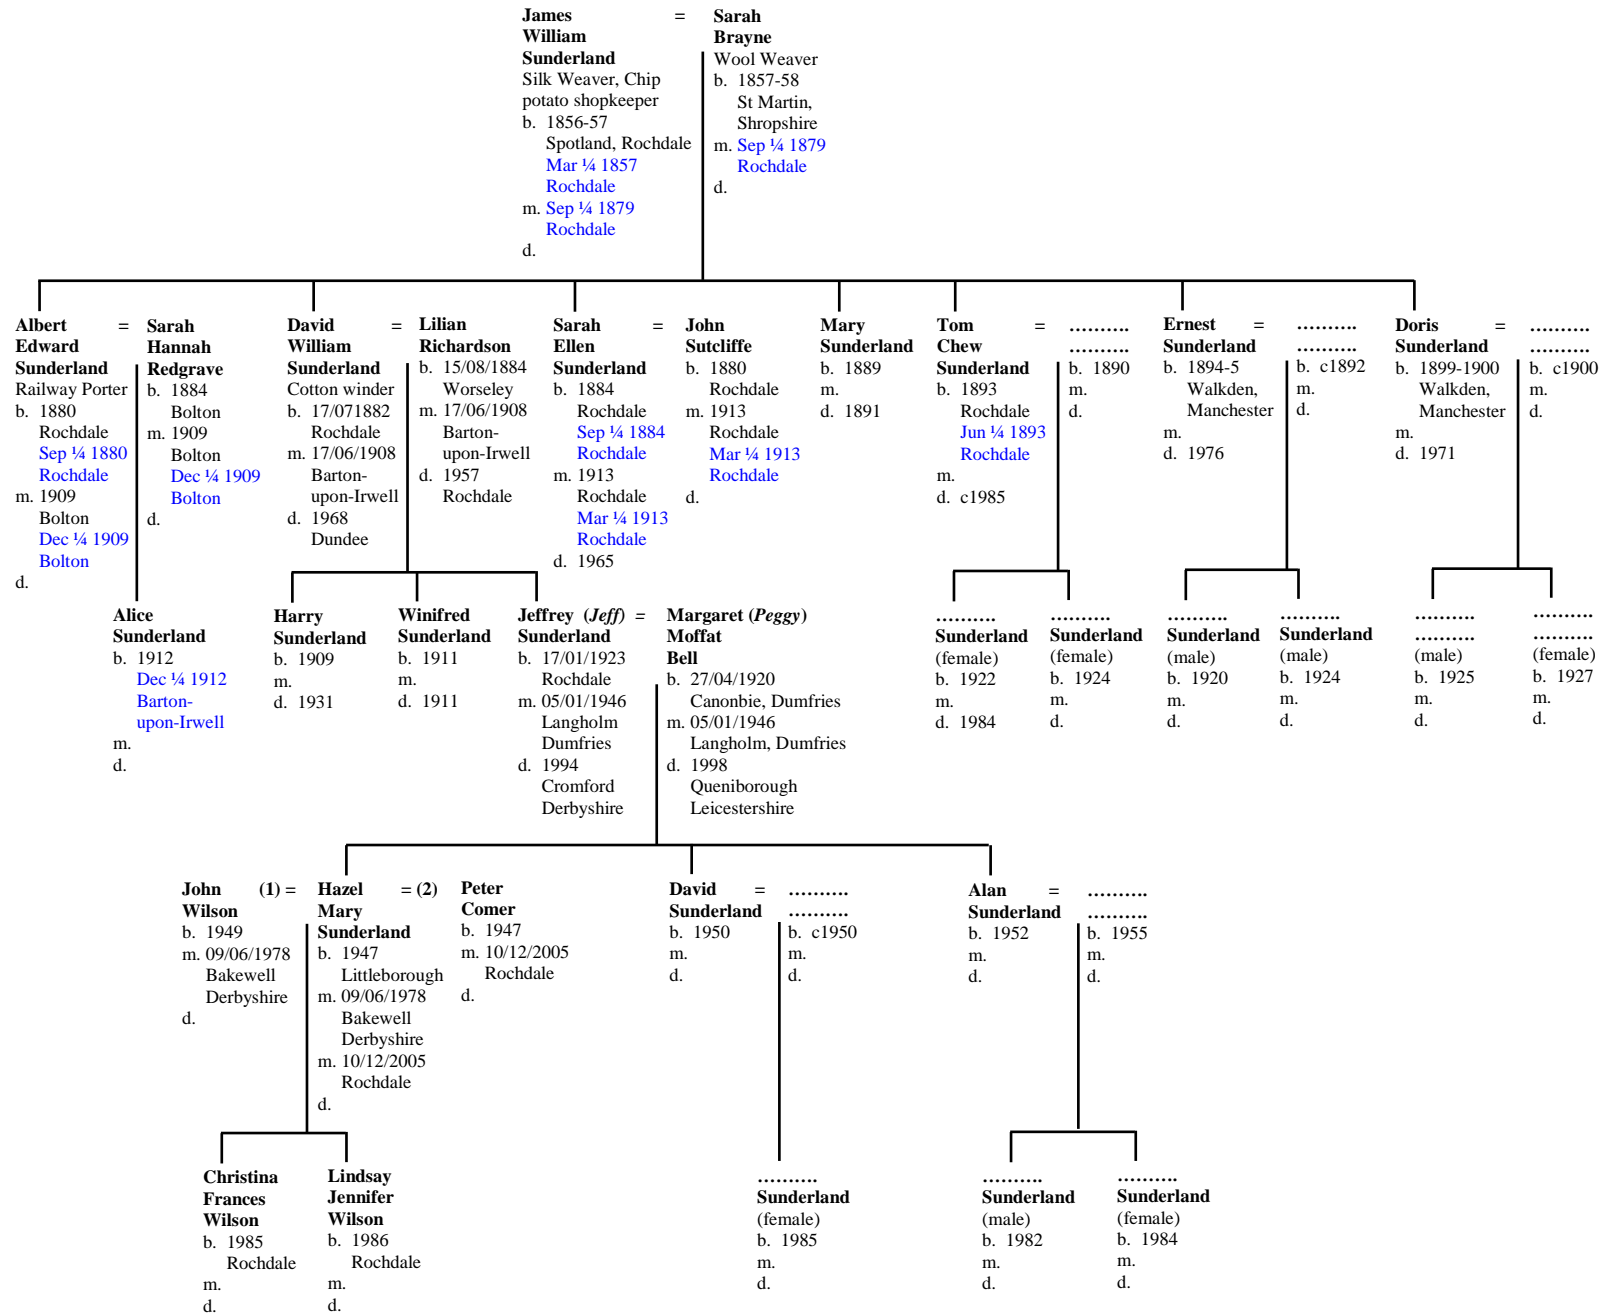 James =
William
Sunderland
Silk Weaver, Chip
potato shopkeeper
b. 1856-57
Spotland, Rochdale
Mar ¼ 1857
Rochdale
m. Sep ¼ 1879
Rochdale
d.
Sarah
Brayne
Wool Weaver
b. 1857-58
St Martin,
Shropshire
m. Sep ¼ 1879
Rochdale
d.
Albert =
Edward
Sunderland
Railway Porter
b. 1880
Rochdale
Sep ¼ 1880
Rochdale
m. 1909
Bolton
Dec ¼ 1909
Bolton
d.
Sarah
Hannah
Redgrave
b. 1884
Bolton
m. 1909
Bolton
Dec ¼ 1909
Bolton
d.
David =
William
Sunderland
Cotton winder
b. 17/071882
Rochdale
m. 17/06/1908
Barton-
upon-Irwell
d. 1968
Dundee
Lilian
Richardson
b. 15/08/1884
Worseley
m. 17/06/1908
Barton-
upon-Irwell
d. 1957
Rochdale
Sarah =
Ellen
Sunderland
b. 1884
Rochdale
Sep ¼ 1884
Rochdale
m. 1913
Rochdale
Mar ¼ 1913
Rochdale
d. 1965
John
Sutcliffe
b. 1880
Rochdale
m. 1913
Rochdale
Mar ¼ 1913
Rochdale
d.
Mary
Sunderland
b. 1889
m.
d. 1891
Tom =
Chew
Sunderland
b. 1893
Rochdale
Jun ¼ 1893
Rochdale
m.
d. c1985
……….
……….
b. 1890
m.
d.
Ernest =
Sunderland
b. 1894-5
Walkden,
Manchester
m.
d. 1976
……….
……….
b. c1892
m.
d.
Doris =
Sunderland
b. 1899-1900
Walkden,
Manchester
m.
d. 1971
……….
……….
b. c1900
m.
d.
Alice
Sunderland
b. 1912
Dec ¼ 1912
Barton-
upon-Irwell
m.
d.
Harry
Sunderland
b. 1909
m.
d. 1931
Winifred
Sunderland
b. 1911
m.
d. 1911
Jeffrey (Jeff) =
Sunderland
b. 17/01/1923
Rochdale
m. 05/01/1946
Langholm
Dumfries
d. 1994
Cromford
Derbyshire
Margaret (Peggy)
Moffat
Bell
b. 27/04/1920
Canonbie, Dumfries
m. 05/01/1946
Langholm, Dumfries
d. 1998
Queniborough
Leicestershire
……….
Sunderland
(female)
b. 1922
m.
d. 1984
……….
Sunderland
(female)
b. 1924
m.
d.
……….
Sunderland
(male)
b. 1920
m.
d.
……….
Sunderland
(male)
b. 1924
m.
d.
……….
……….
(male)
b. 1925
m.
d.
……….
……….
(female)
b. 1927
m.
d.
John (1) =
Wilson
b. 1949
m. 09/06/1978
Bakewell
Derbyshire
d.
Hazel = (2)
Mary
Sunderland
b. 1947
Littleborough
m. 09/06/1978
Bakewell
Derbyshire
m. 10/12/2005
Rochdale
d.
Peter
Comer
b. 1947
m. 10/12/2005
Rochdale
d.
David =
Sunderland
b. 1950
m.
d.
……….
……….
b. c1950
m.
d.
Alan =
Sunderland
b. 1952
m.
d.
……….
……….
b. 1955
m.
d.
Christina
Frances
Wilson
b. 1985
Rochdale
m.
d.
Lindsay
Jennifer
Wilson
b. 1986
Rochdale
m.
d.
……….
Sunderland
(female)
b. 1985
m.
d.
……….
Sunderland
(male)
b. 1982
m.
d.
……….
Sunderland
(female)
b. 1984
m.
d.